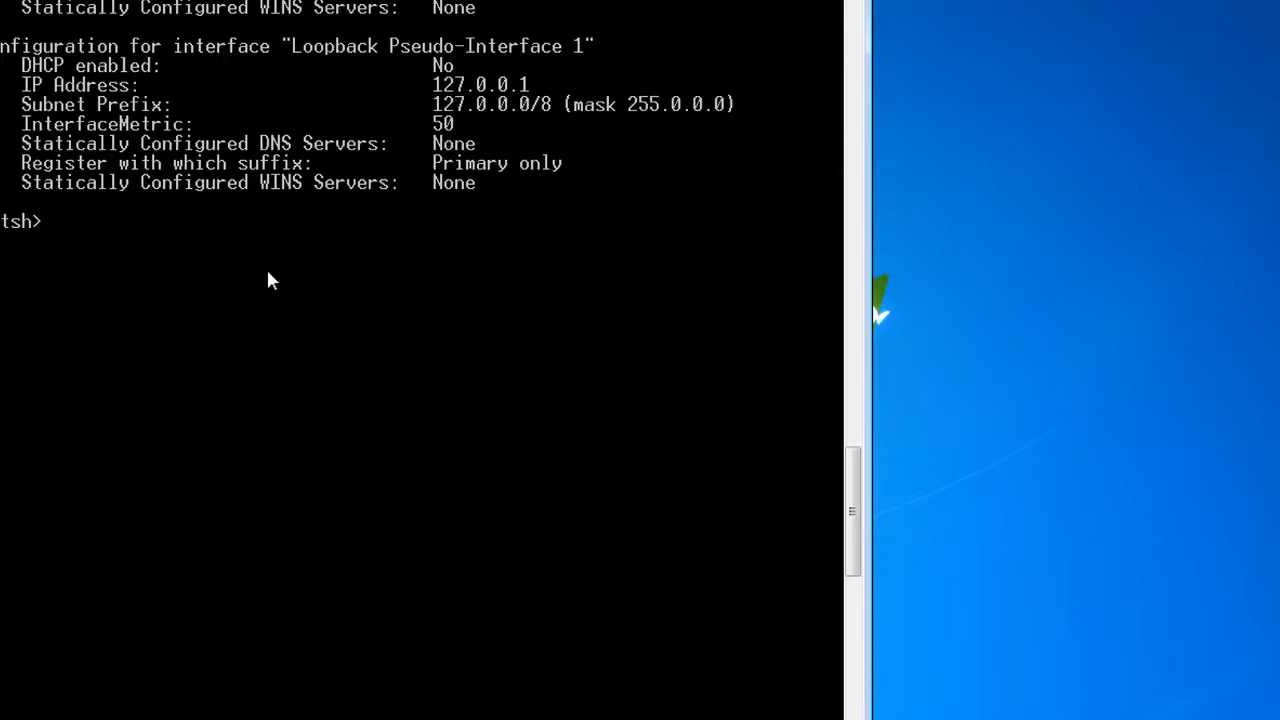 Statically Configured WINS Servers: None
nfiguration for interface "Loopback Pseudo-Interface 1"
DHCP enabled: No
IP Address: 127.0.0.1
Subnet Prefix: 127.0.0.0/8 (mask 255.0.0.0)
InterfaceMetric: 50
Statically Configured DNS Servers: None
Register with which suffix: Primary only
Statically Configured WINS Servers: None
tsh>